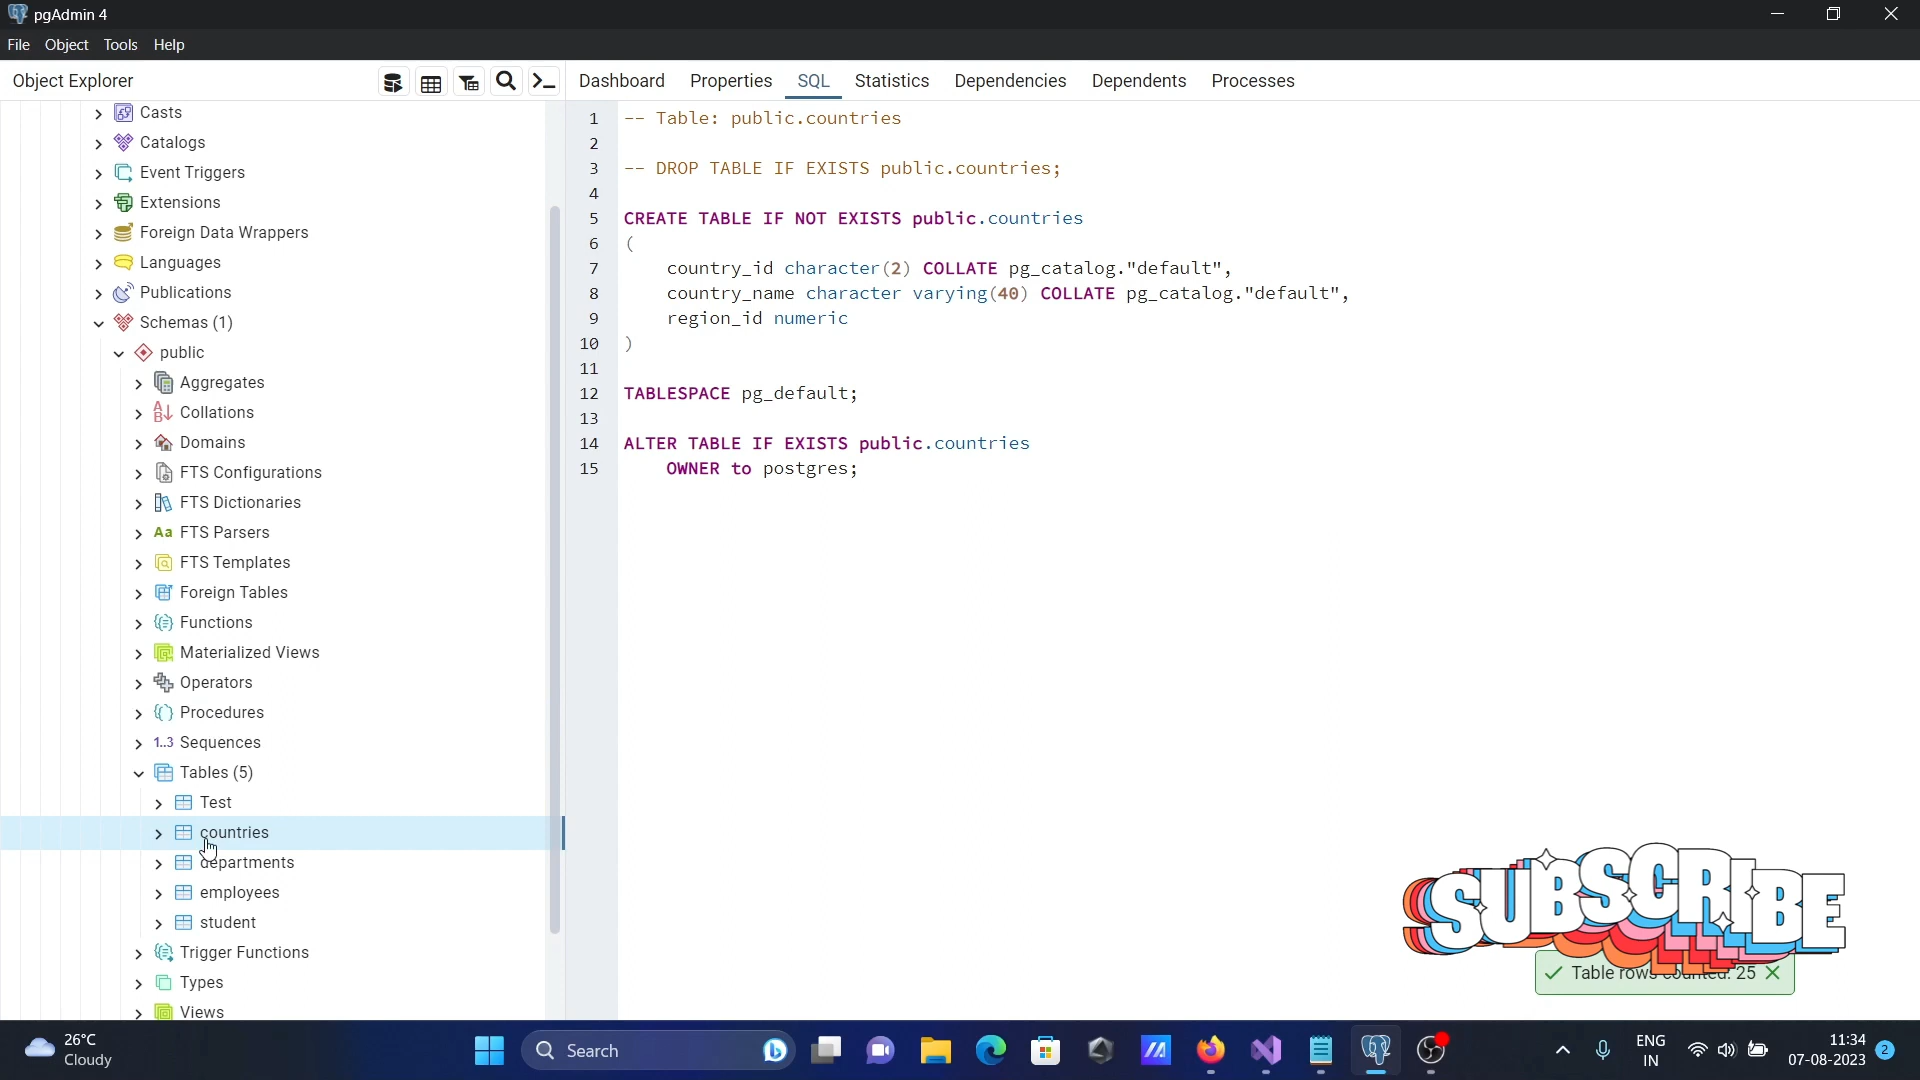 pgAdmin 4
File Object Tools Help
Object Explorer
Dashboard Properties SQL Statistics Dependencies Dependents Processes
Casts
Catalogs
Event Triggers
Extensions
Foreign Data Wrappers
Languages
Publications
Schemas (1)
public
Aggregates
Collations
Domains
FTS Configurations
FTS Dictionaries
Aa FTS Parsers
FTS Templates
Foreign Tables
Functions
Materialized Views
Operators
Procedures
1..3 Sequences
Tables (5)
Test
countries
departments
employees
student
Trigger Functions
Types
Views
1 -- Table: public.countries
2
3 -- DROP TABLE IF EXISTS public.countries;
4
5 CREATE TABLE IF NOT EXISTS public.countries
6 (
7 country_id character(2) COLLATE pg_catalog."default",
8 country_name character varying(40) COLLATE pg_catalog."default",
9 region_id numeric
10 )
11
12 TABLESPACE pg_default;
13
14 ALTER TABLE IF EXISTS public.countries
15 OWNER to postgres;
SUBSCRIBE
Table rows counted: 25
26°C
Cloudy
Search
ENG
IN
11:34
07-08-2023
2